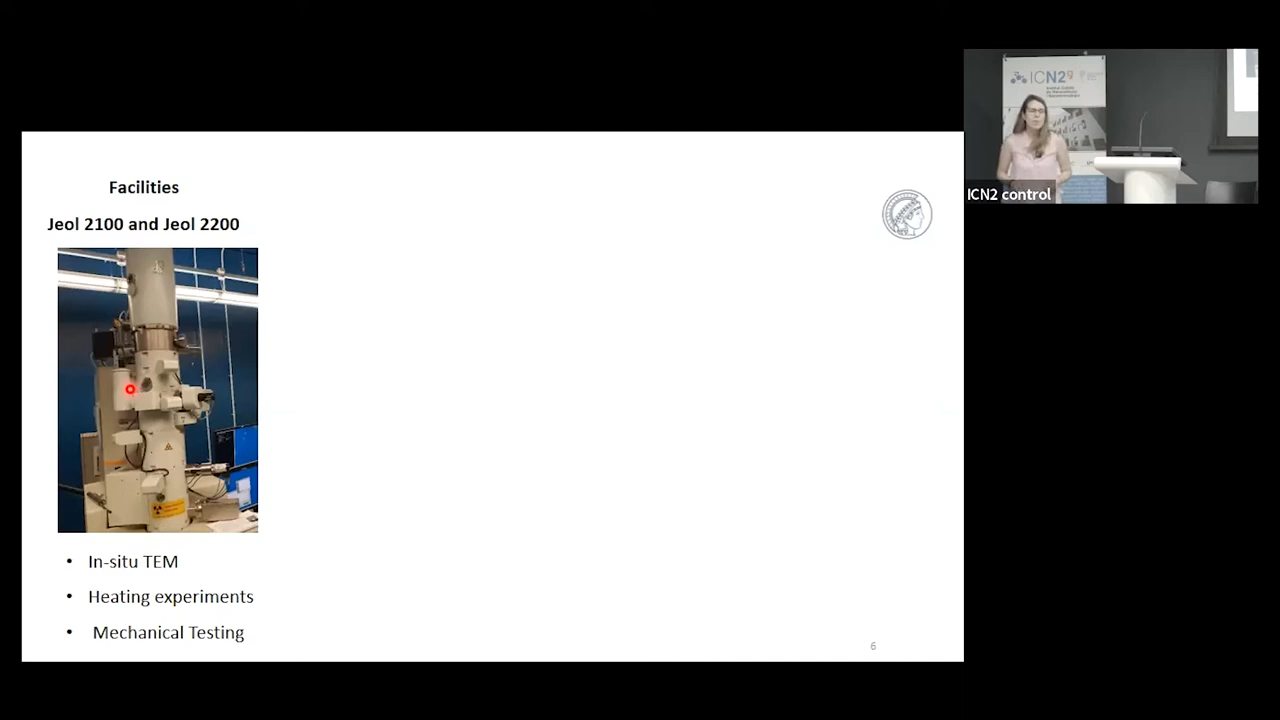 Facilities
Jeol 2100 and Jeol 2200
• In-situ TEM
• Heating experiments
• Mechanical Testing
6
ICN2
ICN2 control